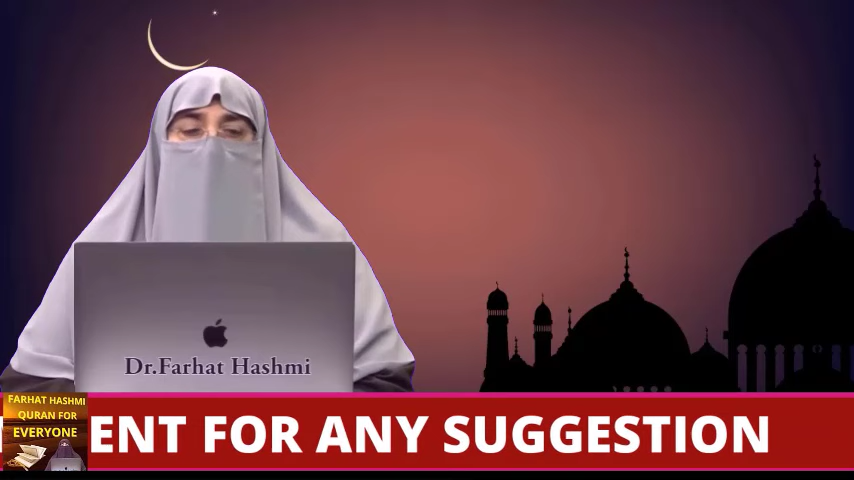 Dr.Farhat Hashmi
FARHAT HASHMI
QURAN FOR
EVERYONE
ENT FOR ANY SUGGESTION